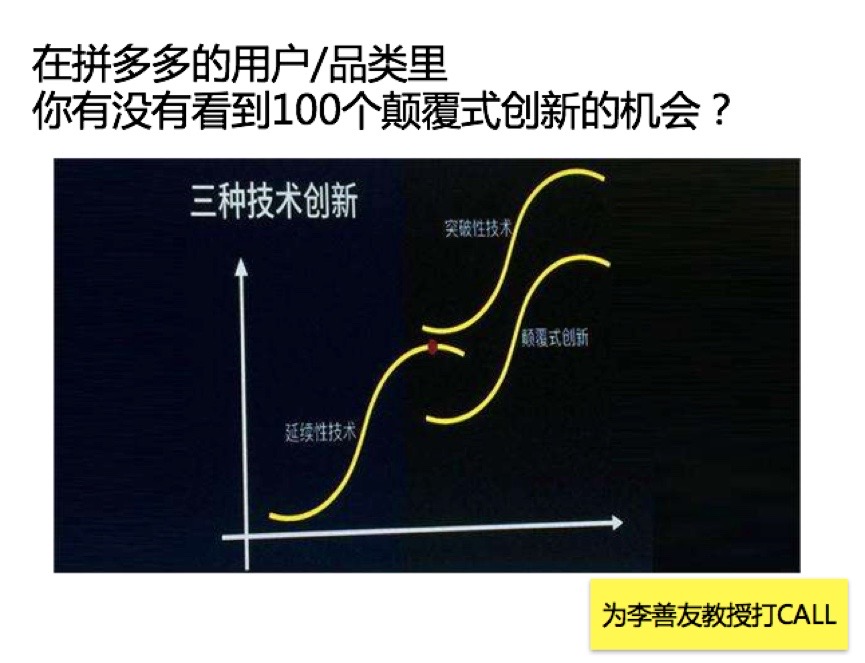 在拼多多的用户/品类里
你有没有看到100个颠覆式创新的机会？
三种技术创新
突破性技术
颠覆式创新
延续性技术
为李善友教授打CALL